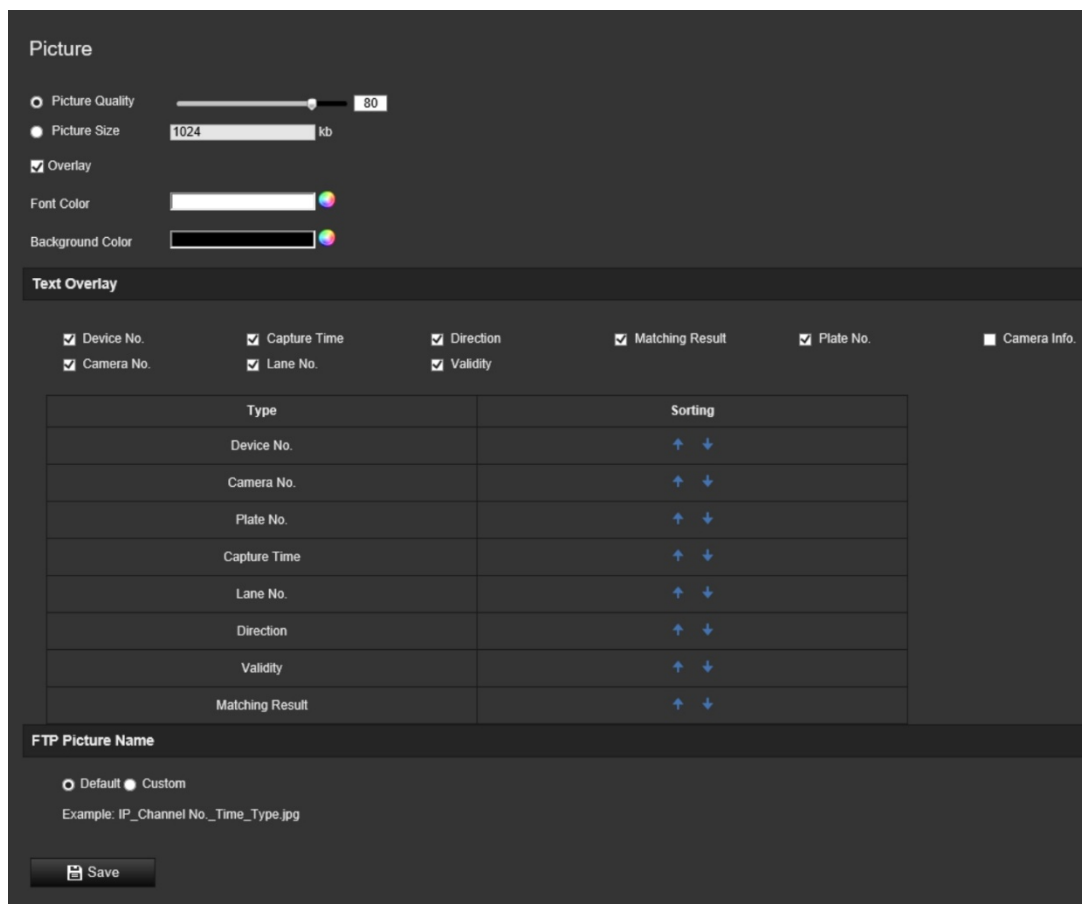 Picture
Picture Quality 80
Picture Size 1024 kb
Overlay
Font Color
Background Color
Text Overlay
Device No. Capture Time Direction Matching Result Plate No. Camera Info.
Camera No. Lane No. Validity
Type Sorting
Device No.
Camera No.
Plate No.
Capture Time
Lane No.
Direction
Validity
Matching Result
FTP Picture Name
Default Custom
Example: IP_Channel No._Time_Type.jpg
Save